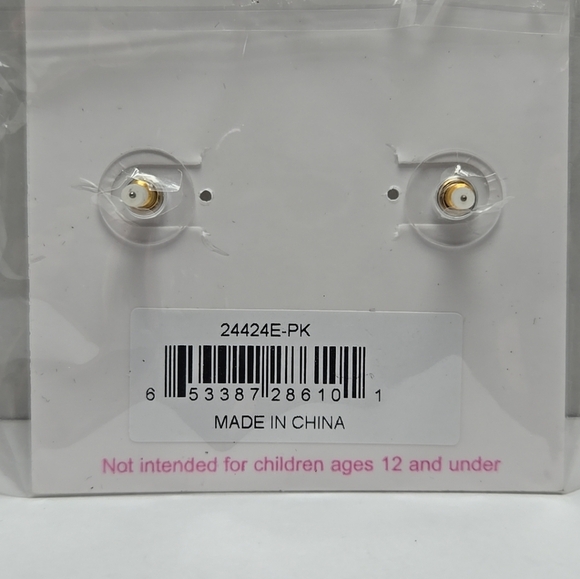 24424E-PK
6 53387 28610 1
MADE IN CHINA
Not intended for children ages 12 and under